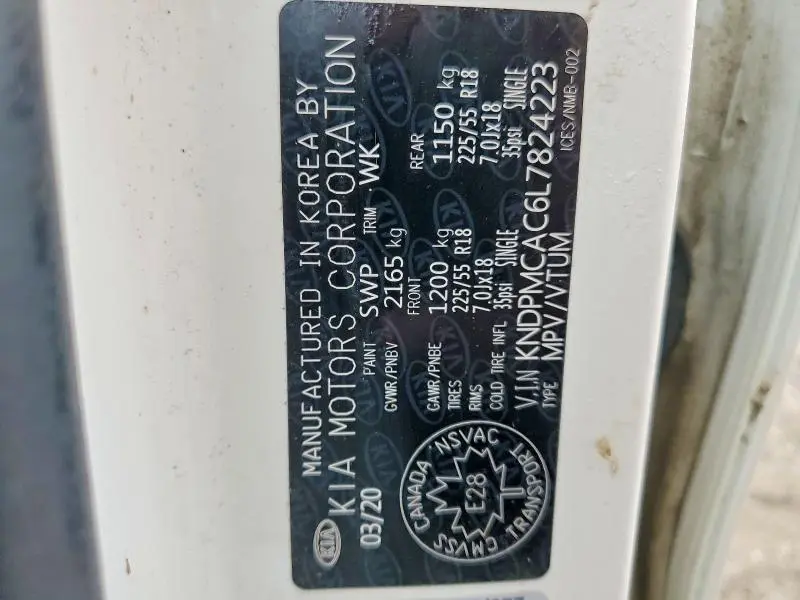 MANUFACTURED IN KOREA BY
KIA KIA MOTORS CORPORATION
03/20 PAINT SWP TRIM WK
GVWR/PNBV 2165 kg
FRONT REAR
GAWR/PNBE 1200 kg 1150 kg
TIRES 225/55 R18 225/55 R18
RIMS 7.0Jx18 7.0Jx18
COLD TIRE INFL 35psi SINGLE 35psi SINGLE
V.I.N KNDPMCAC6L7824223
TYPE MPV/VTUM ICES/NMB-002
CANADA NSVAC
E28
CMVSS TRANSPORT